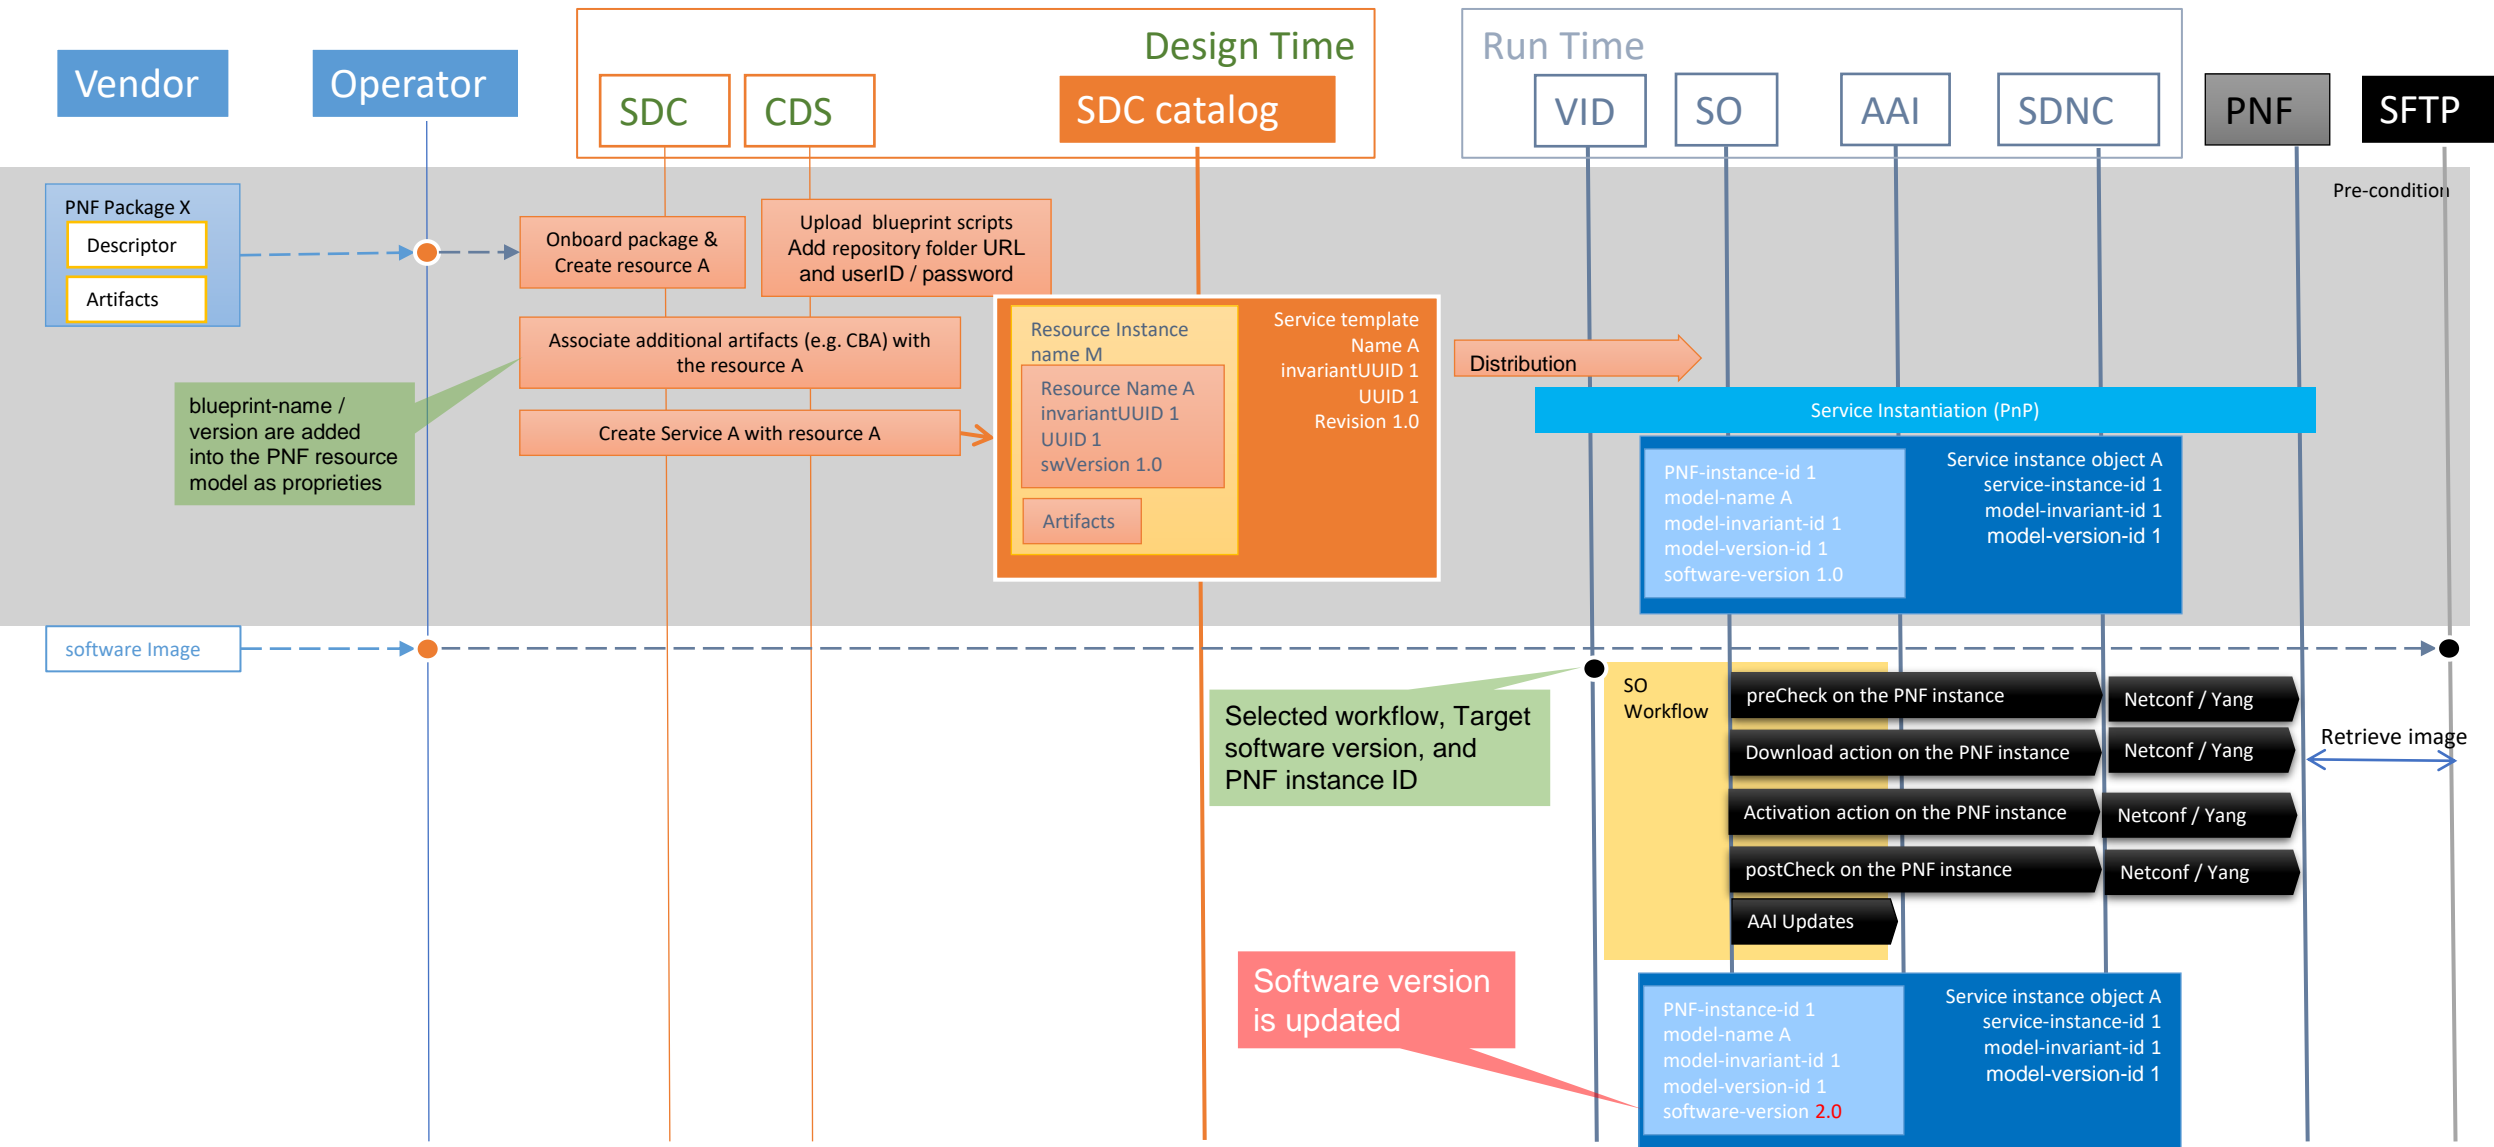 Design Time
Run Time
Vendor
Operator
SDC
CDS
SDC catalog
VID
SO
AAI
SDNC
PNF
SFTP
Pre-condition
PNF Package X
Descriptor
Artifacts
Onboard package &
Create resource A
Upload blueprint scripts
Add repository folder URL
and userID / password
Associate additional artifacts (e.g. CBA) with
the resource A
blueprint-name /
version are added
into the PNF resource
model as proprieties
Create Service A with resource A
Resource Instance
name M
Resource Name A
invariantUUID 1
UUID 1
swVersion 1.0
Artifacts
Service template
Name A
invariantUUID 1
UUID 1
Revision 1.0
Distribution
Service Instantiation (PnP)
PNF-instance-id 1
model-name A
model-invariant-id 1
model-version-id 1
software-version 1.0
Service instance object A
service-instance-id 1
model-invariant-id 1
model-version-id 1
software Image
Selected workflow, Target
software version, and
PNF instance ID
SO
Workflow
preCheck on the PNF instance
Netconf / Yang
Download action on the PNF instance
Netconf / Yang
Retrieve image
Activation action on the PNF instance
Netconf / Yang
postCheck on the PNF instance
Netconf / Yang
AAI Updates
Software version
is updated
PNF-instance-id 1
model-name A
model-invariant-id 1
model-version-id 1
software-version 2.0
Service instance object A
service-instance-id 1
model-invariant-id 1
model-version-id 1